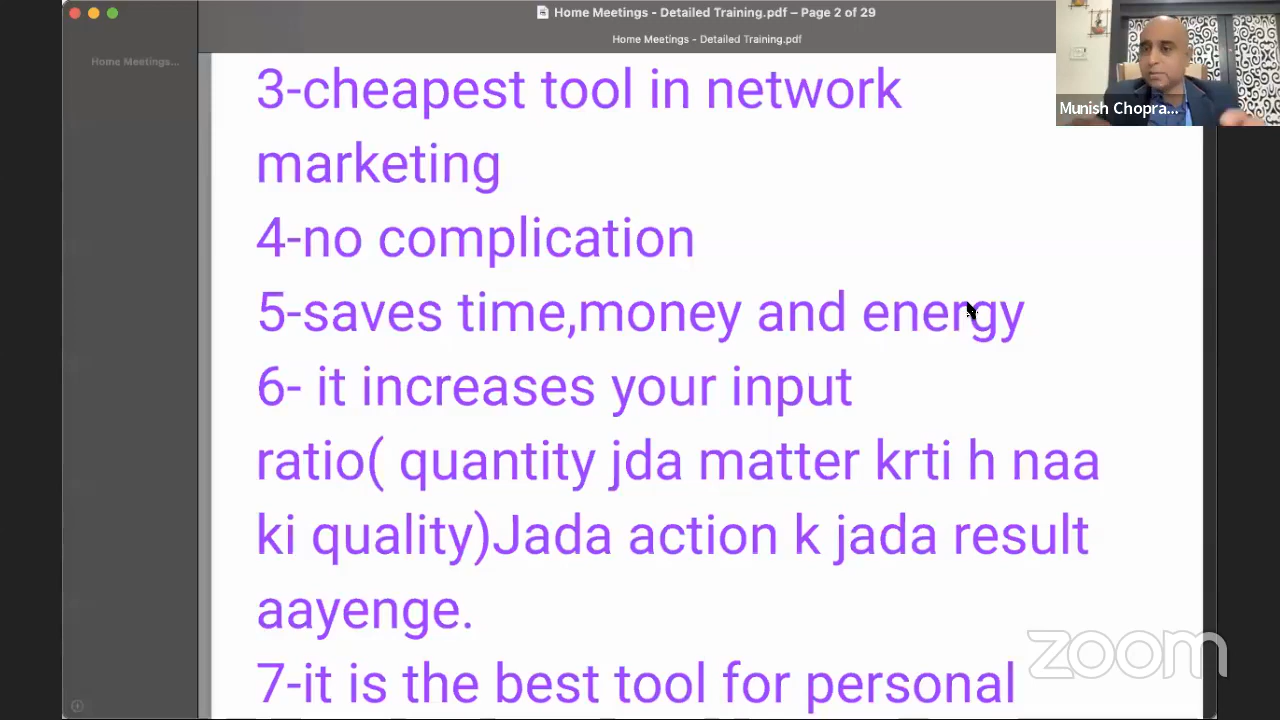 Home Meetings - Detailed Training.pdf – Page 2 of 29
Home Meetings - Detailed Training.pdf
Home Meetings...
Munish Chopra...
3-cheapest tool in network
marketing
4-no complication
5-saves time,money and energy
6- it increases your input
ratio( quantity jda matter krti h naa
ki quality)Jada action k jada result
aayenge.
7-it is the best tool for personal
zoom